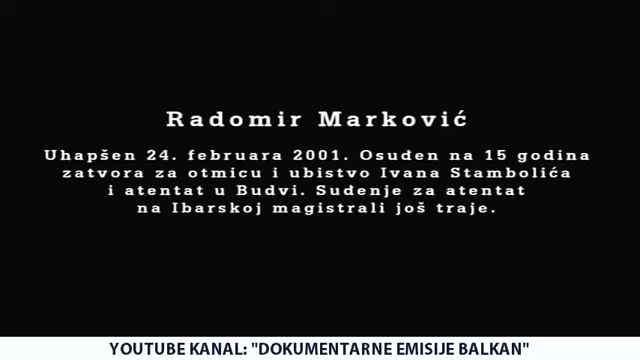 Radomir Marković
Uhapšen 24. februara 2001. Osuđen na 15 godina
zatvora za otmicu i ubistvo Ivana Stambolića
i atentat u Budvi. Suđenje za atentat
na Ibarskoj magistrali još traje.
YOUTUBE KANAL: "DOKUMENTARNE EMISIJE BALKAN"